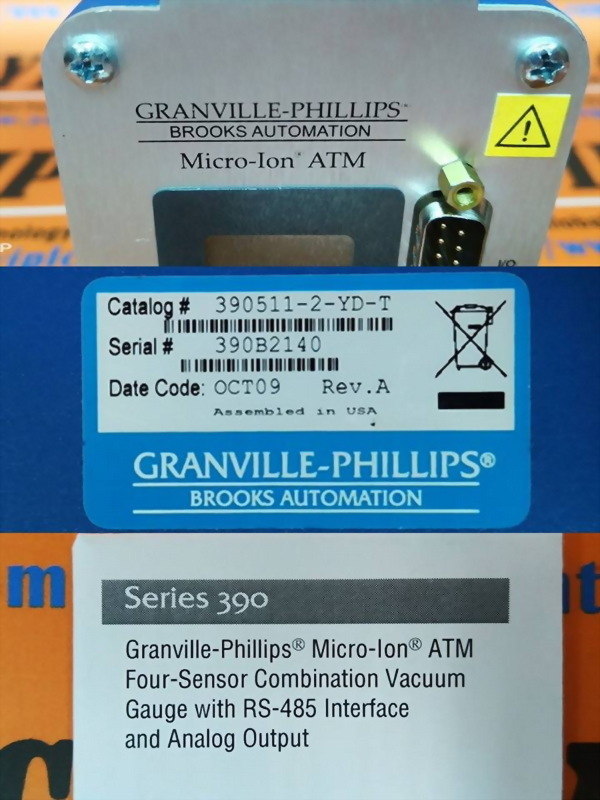 GRANVILLE-PHILLIPS®
BROOKS AUTOMATION
Micro-Ion® ATM
I/O
P
Catalog # 390511-2-YD-T
Serial # 390B2140
Date Code: OCT09 Rev.A
Assembled in USA
GRANVILLE-PHILLIPS®
BROOKS AUTOMATION
Series 390
Granville-Phillips® Micro-Ion® ATM
Four-Sensor Combination Vacuum
Gauge with RS-485 Interface
and Analog Output